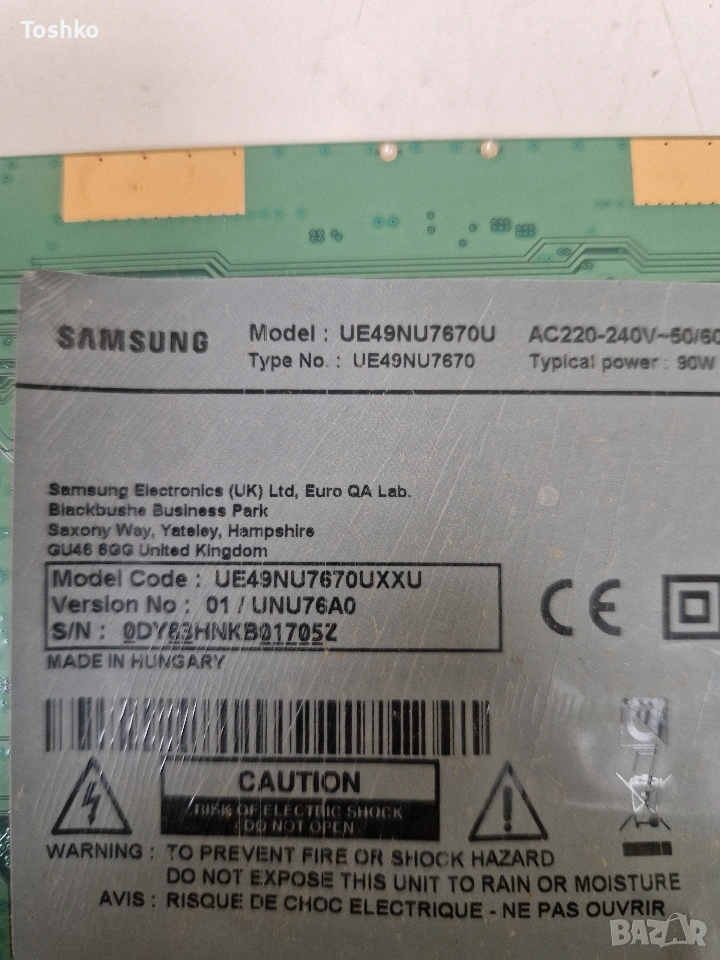 Toshko
SAMSUNG
Model : UE49NU7670U
AC220-240V~50/60
Type No. : UE49NU7670
Typical power : 90W
Samsung Electronics (UK) Ltd, Euro QA Lab.
Blackbushe Business Park
Saxony Way, Yateley, Hampshire
GU46 6GG United Kingdom
Model Code : UE49NU7670UXXU
Version No : 01 / UNU76A0
S/N : 0DY83HNKB01705Z
MADE IN HUNGARY
CE
CAUTION
RISK OF ELECTRIC SHOCK
DO NOT OPEN
WARNING : TO PREVENT FIRE OR SHOCK HAZARD
DO NOT EXPOSE THIS UNIT TO RAIN OR MOISTURE
AVIS : RISQUE DE CHOC ELECTRIQUE - NE PAS OUVRIR
BAZAR